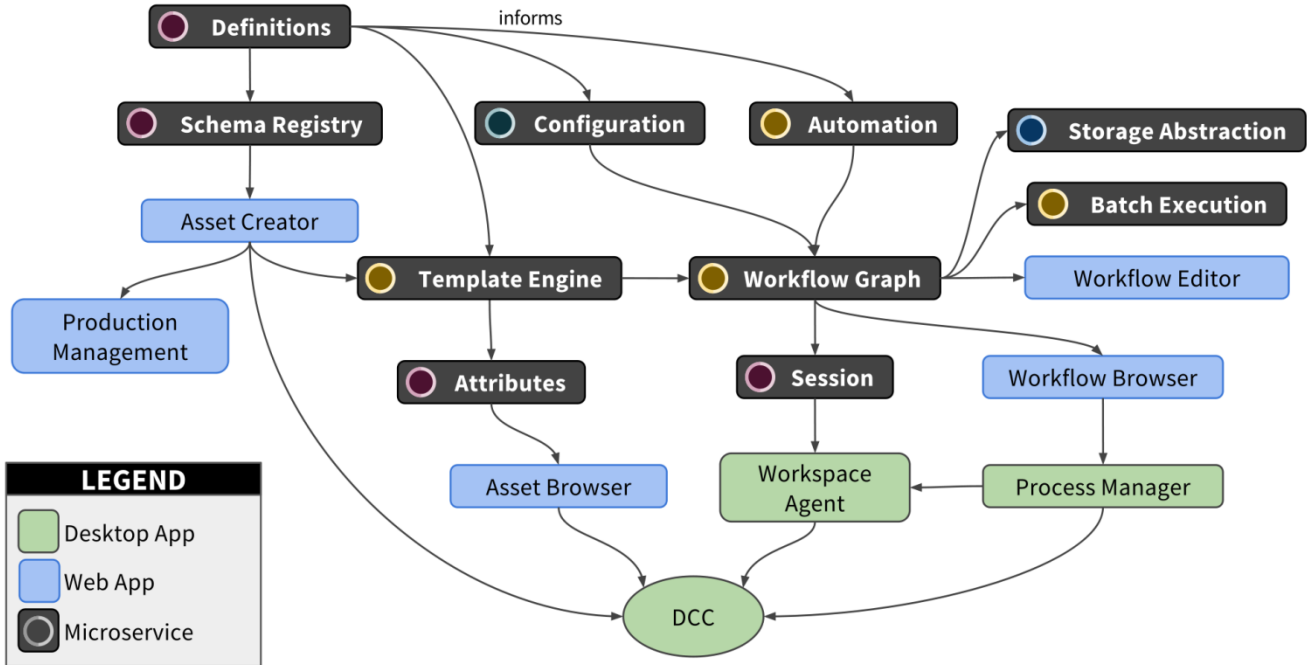 Definitions
informs
Schema Registry
Configuration
Automation
Storage Abstraction
Batch Execution
Asset Creator
Template Engine
Workflow Graph
Workflow Editor
Production
Management
Attributes
Session
Workflow Browser
Asset Browser
Workspace
Agent
Process Manager
DCC
LEGEND
Desktop App
Web App
Microservice